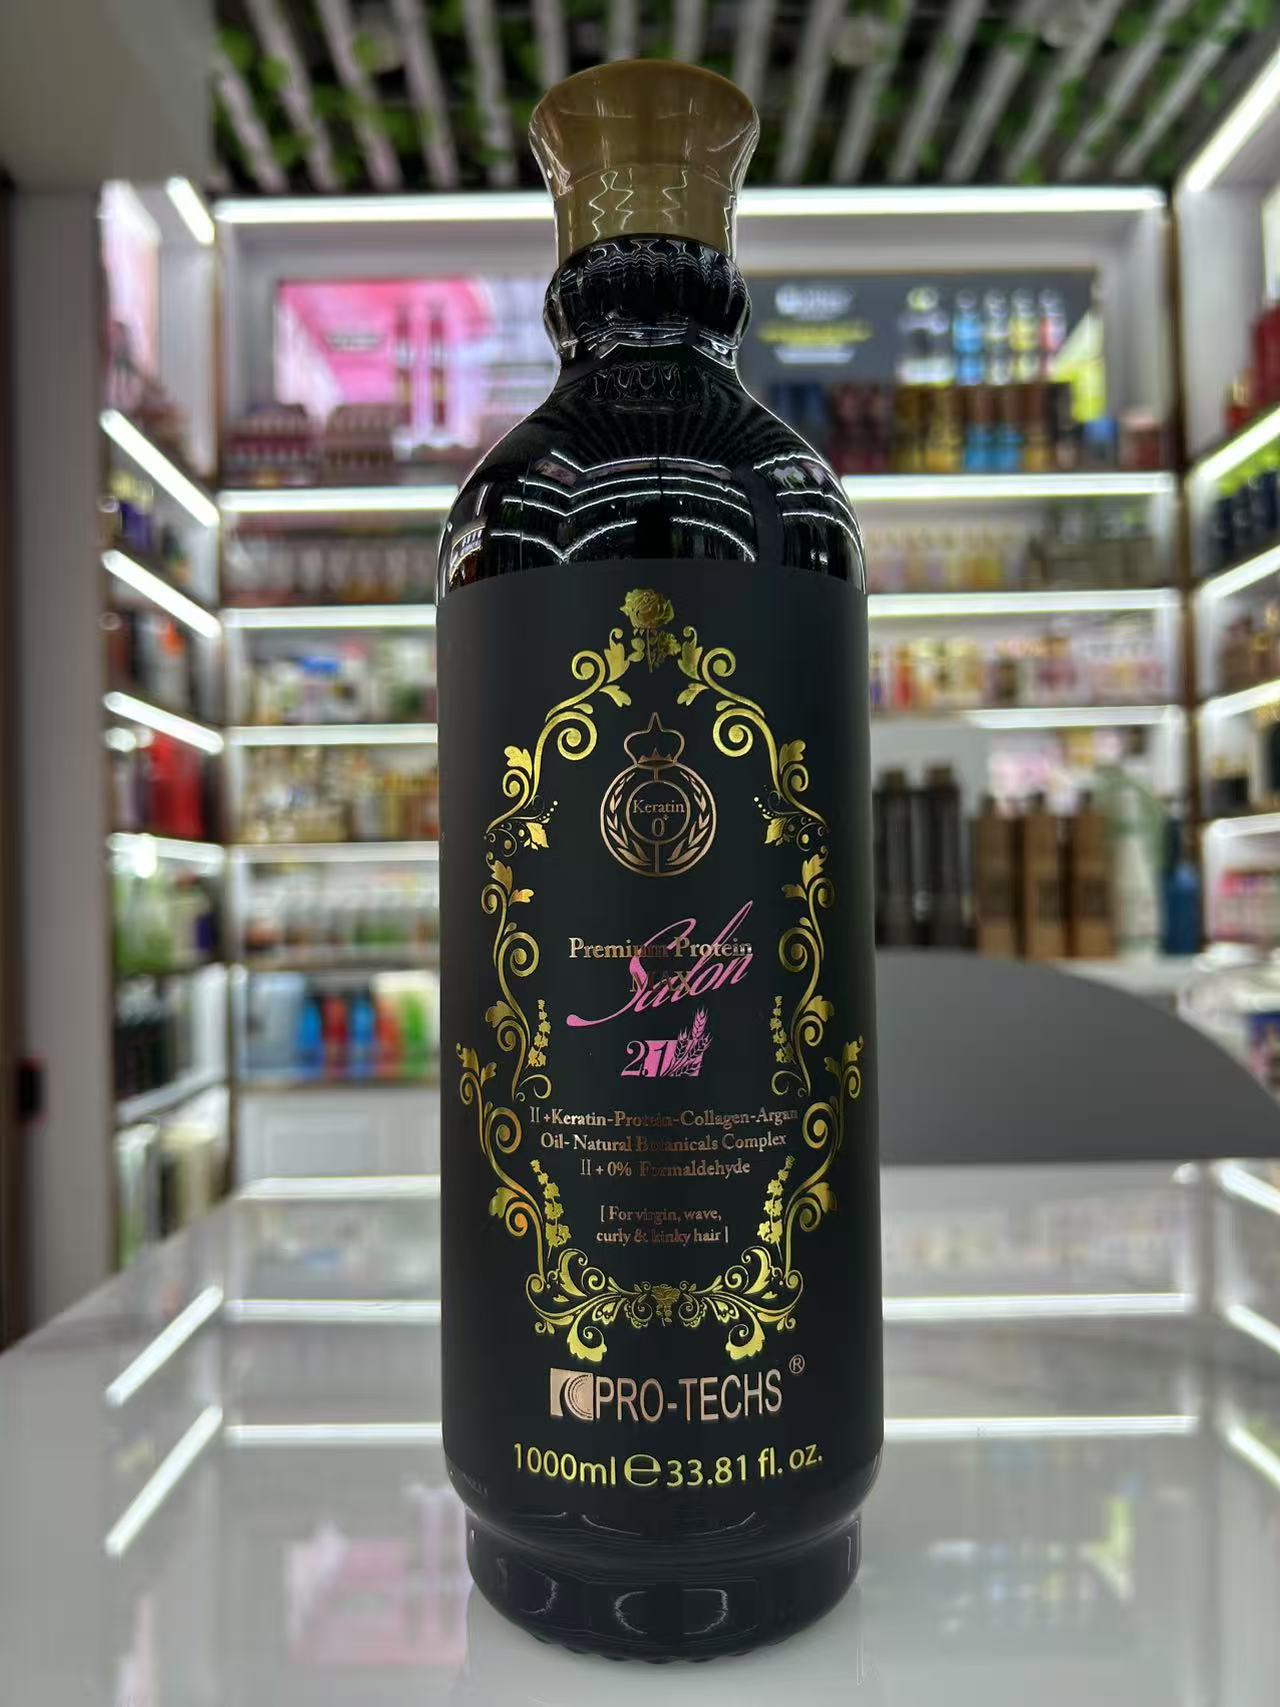 Keratin
0+
Premium Protein
MAX
Salon
2.1
II+Keratin-Protein-Collagen-Argan
Oil- Natural Botanicals Complex
II+0% Formaldehyde
[ For virgin, wave,
curly & kinky hair ]
PRO-TECHS®
1000ml℮33.81 fl. oz.